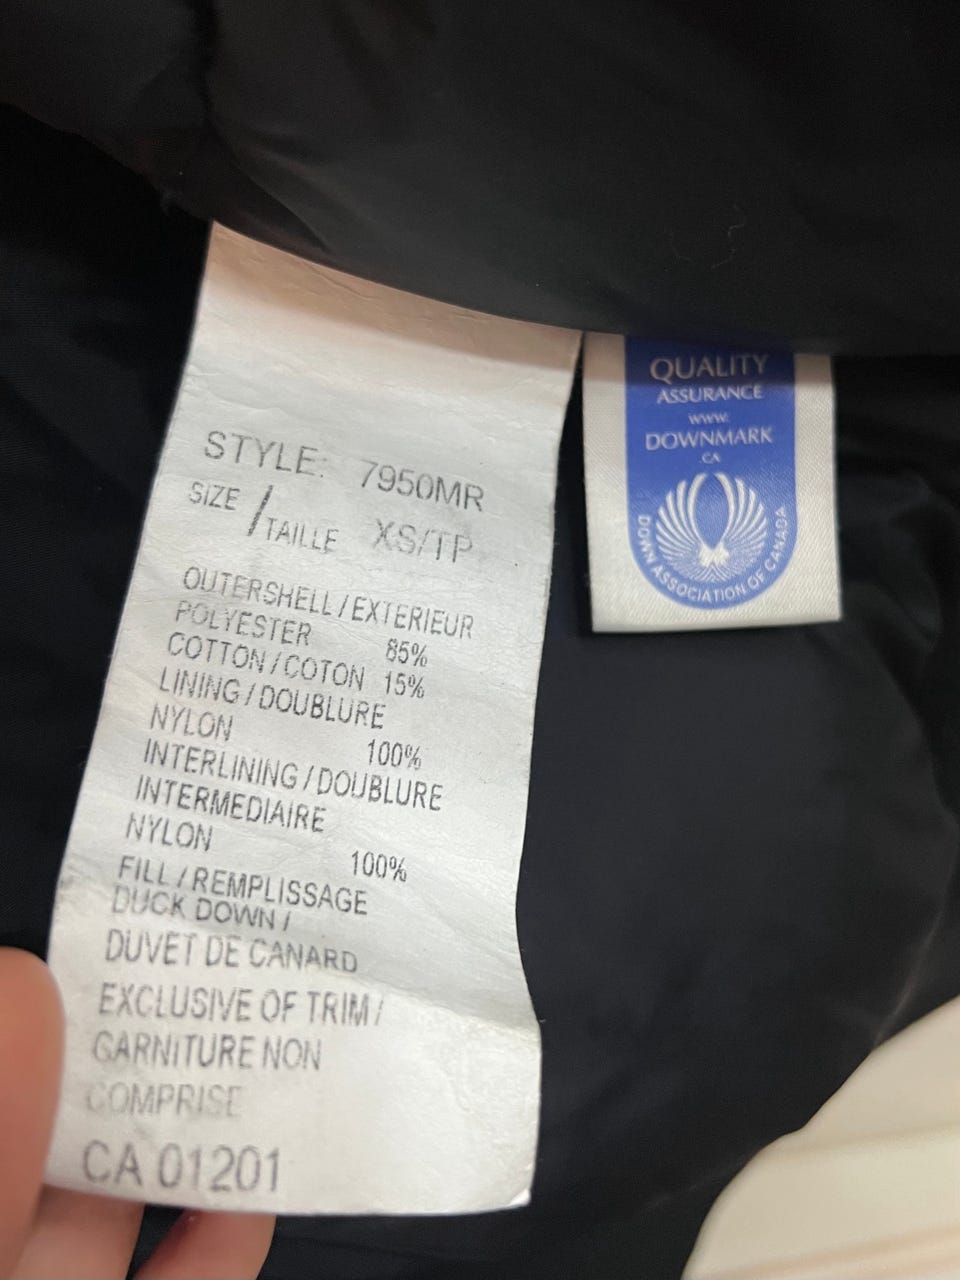 STYLE: 7950MR
SIZE / TAILLE XS/TP
OUTERSHELL / EXTERIEUR
POLYESTER 85%
COTTON / COTON 15%
LINING / DOUBLURE
NYLON 100%
INTERLINING / DOUBLURE
INTERMEDIAIRE
NYLON 100%
FILL / REMPLISSAGE
DUCK DOWN /
DUVET DE CANARD
EXCLUSIVE OF TRIM /
GARNITURE NON
COMPRISE
CA 01201
QUALITY
ASSURANCE
www.
DOWNMARK
.CA
DOWN ASSOCIATION OF CANADA